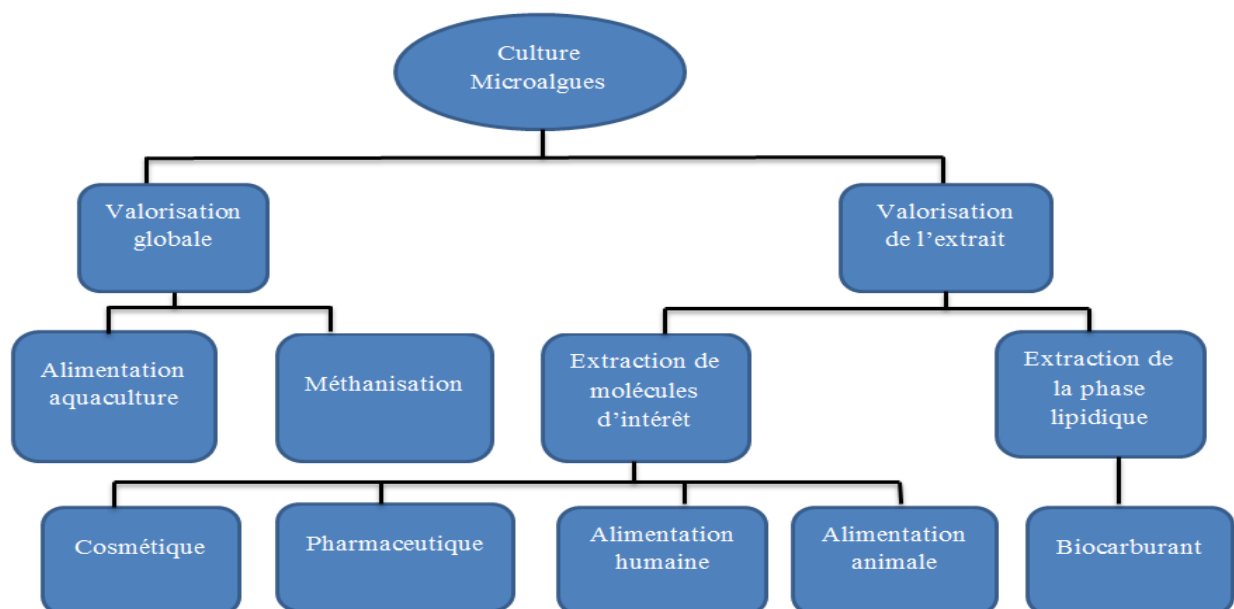 Culture
Microalgues
Valorisation
globale
Valorisation
de l’extrait
Alimentation
aquaculture
Méthanisation
Extraction de
molécules
d’intérêt
Extraction de
la phase
lipidique
Cosmétique
Pharmaceutique
Alimentation
humaine
Alimentation
animale
Biocarburant